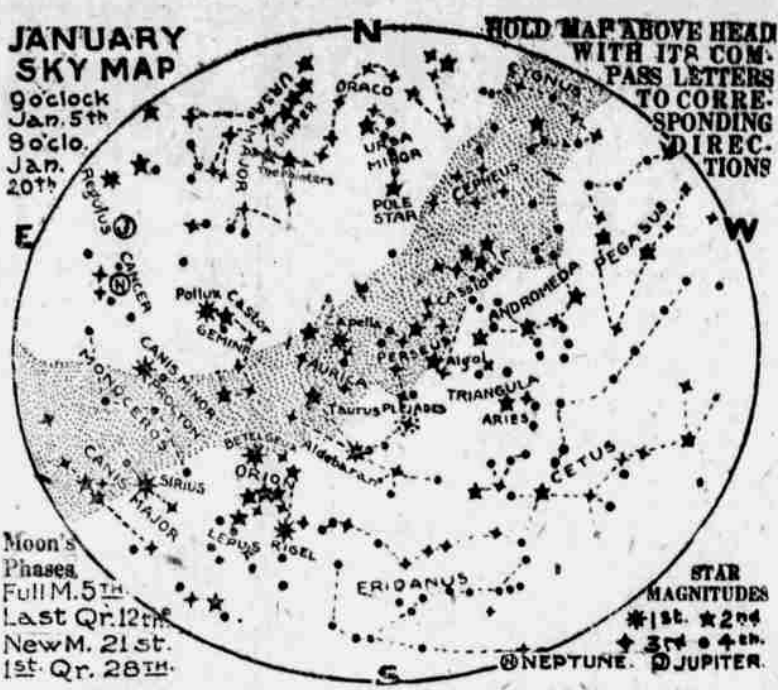 JANUARY
SKY MAP
9 o'clock
Jan. 5th
8 o'clo.
Jan.
20th
N
HOLD MAP ABOVE HEAD
WITH ITS COM-
PASS LETTERS
TO CORRE-
SPONDING
DIREC-
TIONS
URSA
MAJOR
DIPPER
The Pointers
DRACO
URSA
MINOR
POLE
STAR
CYGNUS
CEPHEUS
Regulus
J
E
W
CANCER
N
PEGASUS
CASSIOPEIA
ANDROMEDA
Pollux
Castor
GEMINI
Capella
AURIGA
PERSEUS
Algol
TRIANGULA
ARIES
Taurus
PLEJADES
CANIS MINOR
PROCYON
MONOCEROS
BETELGEUX
Aldebaran
ORION
CETUS
CANIS
MAJOR
SIRIUS
LEPUS
RIGEL
ERIDANUS
Moon's
Phases
Full M. 5TH.
Last Qr. 12th.
New M. 21st.
1st. Qr. 28TH.
STAR
MAGNITUDES
1st. 2nd
3rd 4th.
N NEPTUNE. J JUPITER.
S